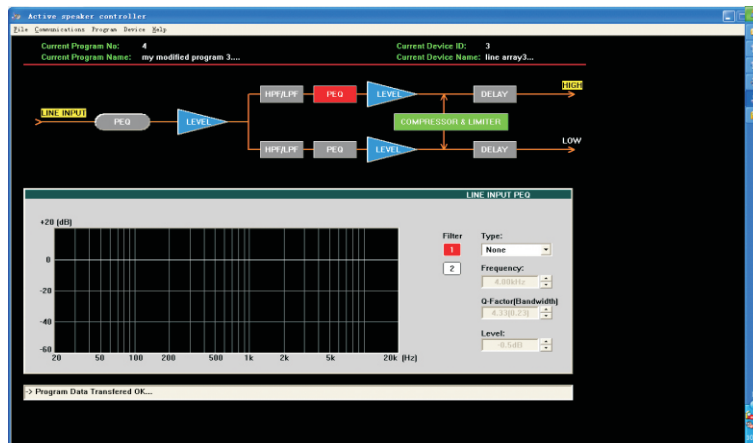 Active speaker controller
File Communications Program Device Help
Current Program No: 4 Current Device ID: 3
Current Program Name: my modified program 3.... Current Device Name: line array3...
HPF/LPF PEQ LEVEL DELAY HIGH
LINE INPUT PEQ LEVEL COMPRESSOR & LIMITER
HPF/LPF PEQ LEVEL DELAY LOW
LINE INPUT PEQ
+20 (dB)
0
-20
-40
-60
20 50 100 200 500 1k 2k 5k 20k (Hz)
Filter Type:
1 None
2 Frequency:
4.00kHz
Q-Factor(Bandwidth)
4.33(0.23)
Level:
-8.5dB
-> Program Data Transfered OK...